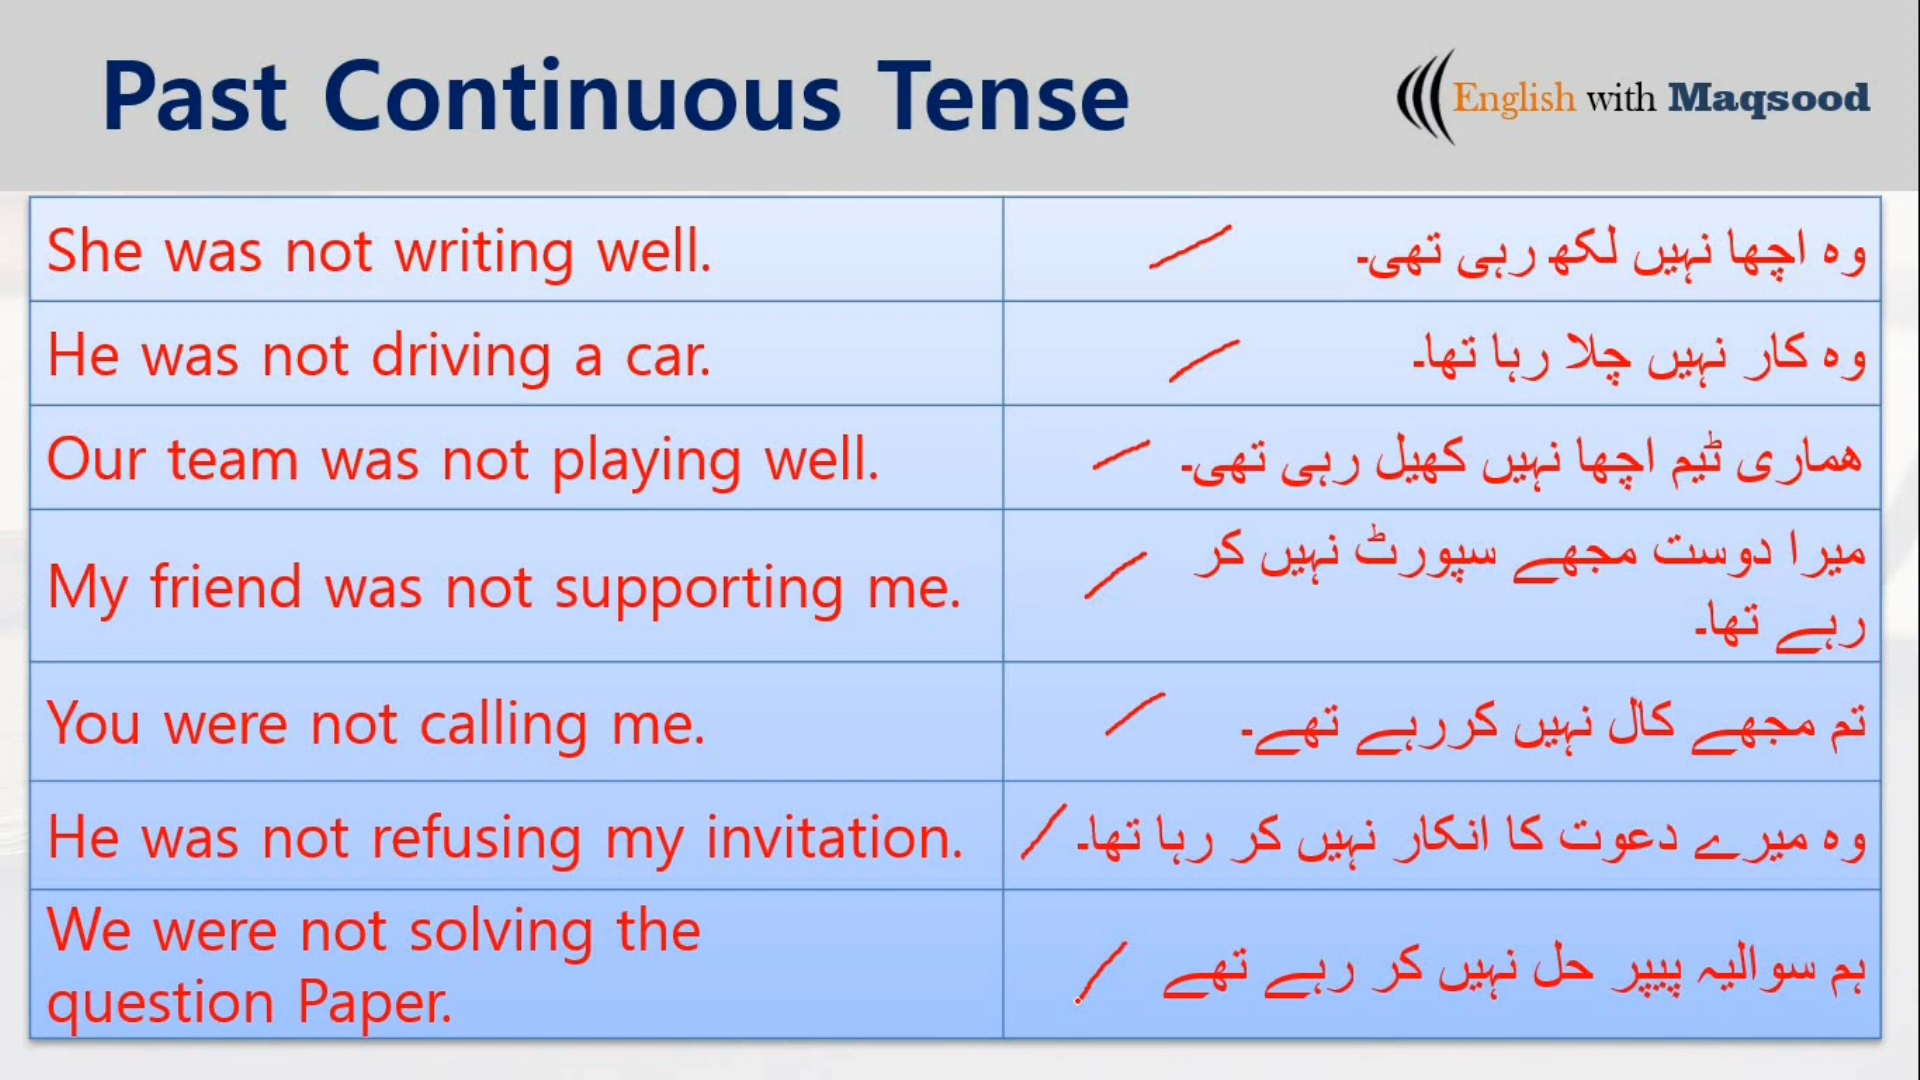 Past Continuous Tense
English with Maqsood
She was not writing well.
وہ اچھا نہیں لکھ رہی تھی۔
He was not driving a car.
وہ کار نہیں چلا رہا تھا۔
Our team was not playing well.
ھماری ٹیم اچھا نہیں کھیل رہی تھی۔
My friend was not supporting me.
میرا دوست مجھے سپورٹ نہیں کر
رہے تھا۔
You were not calling me.
تم مجھے کال نہیں کررہے تھے۔
He was not refusing my invitation.
وہ میرے دعوت کا انکار نہیں کر رہا تھا۔
We were not solving the
question Paper.
ہم سوالیہ پیپر حل نہیں کر رہے تھے